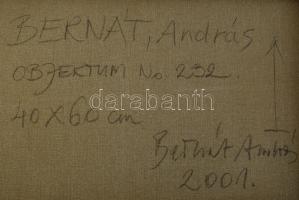 BERNÁT, András
OBJEKTUM No. 232.
darabanth
40 x 60 cm
Bernát András
2001.